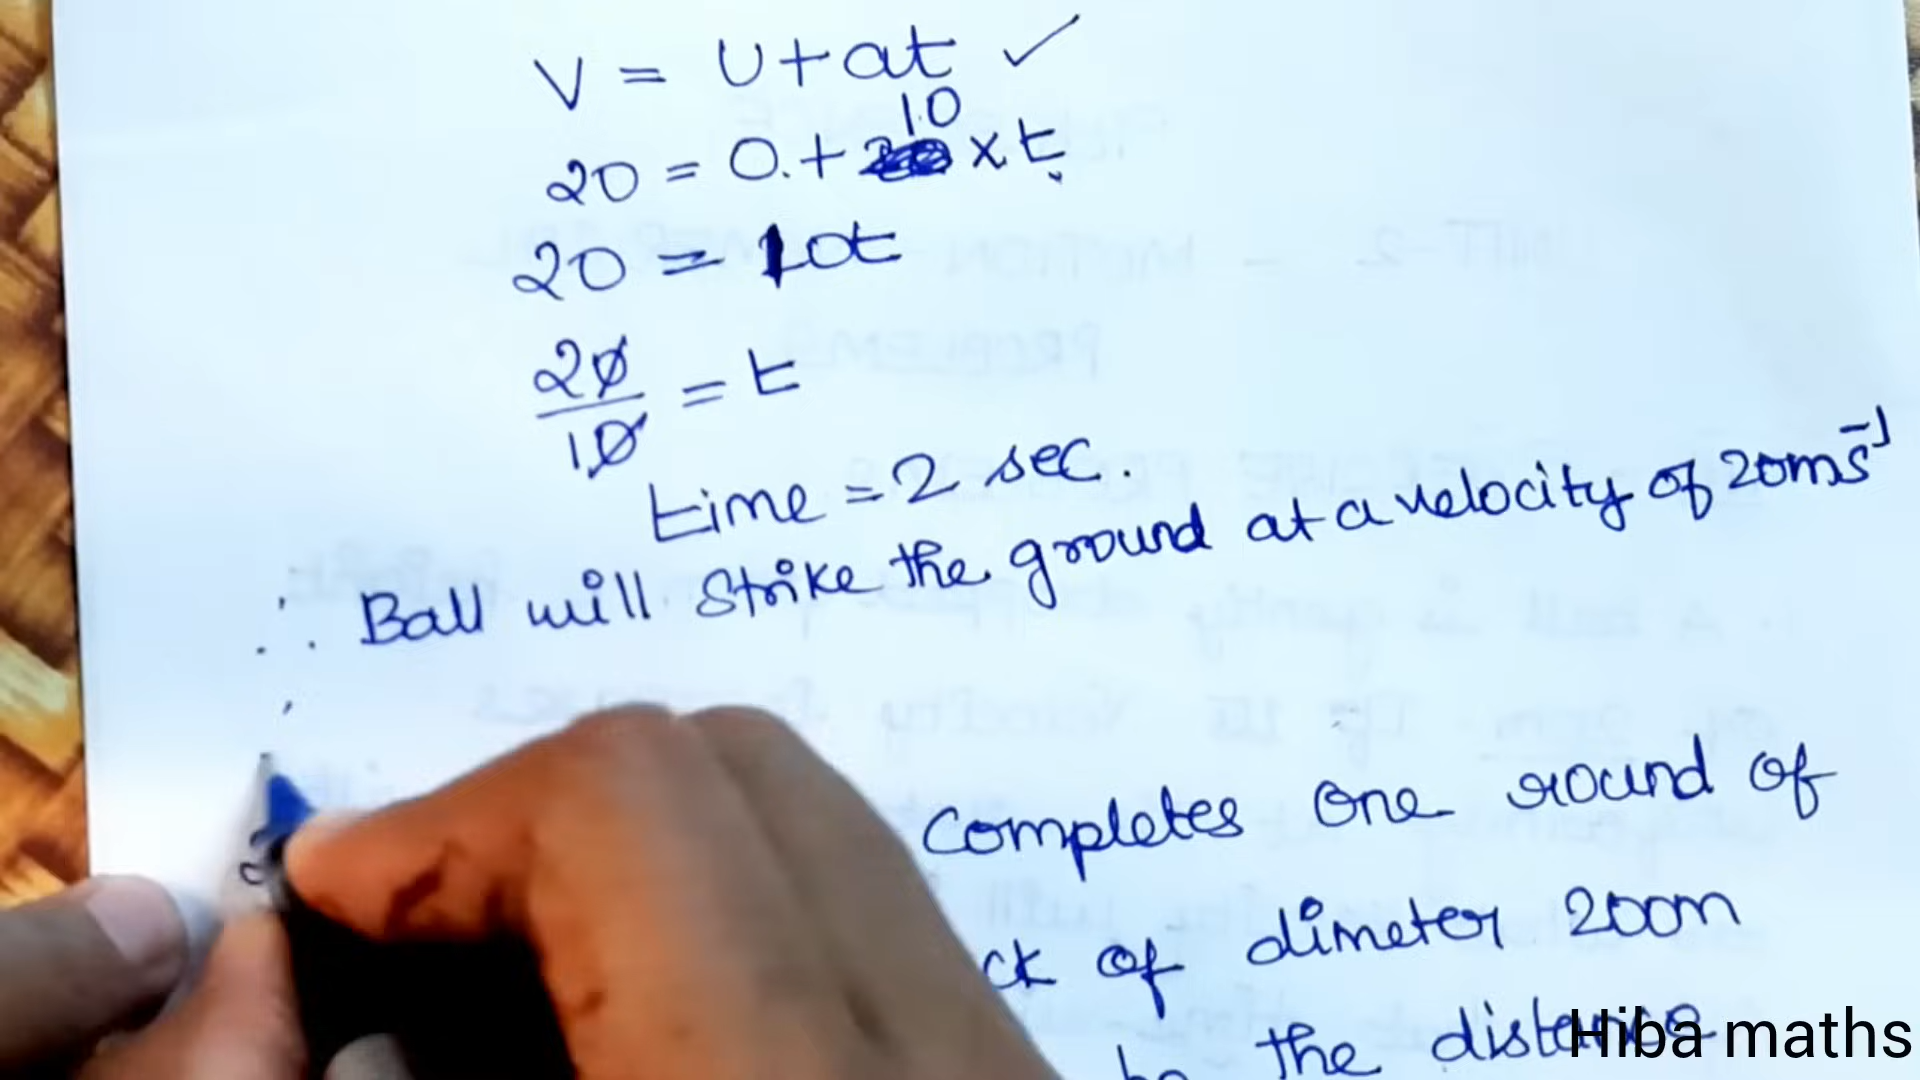 V = U + at ✓
10
20 = 0 + × t
20 = 10t
20/10 = t
time = 2 sec.
∴ Ball will strike the ground at a velocity of 20ms⁻¹
completes one round of
ck of dimeter 200m
the distance
Hiba maths